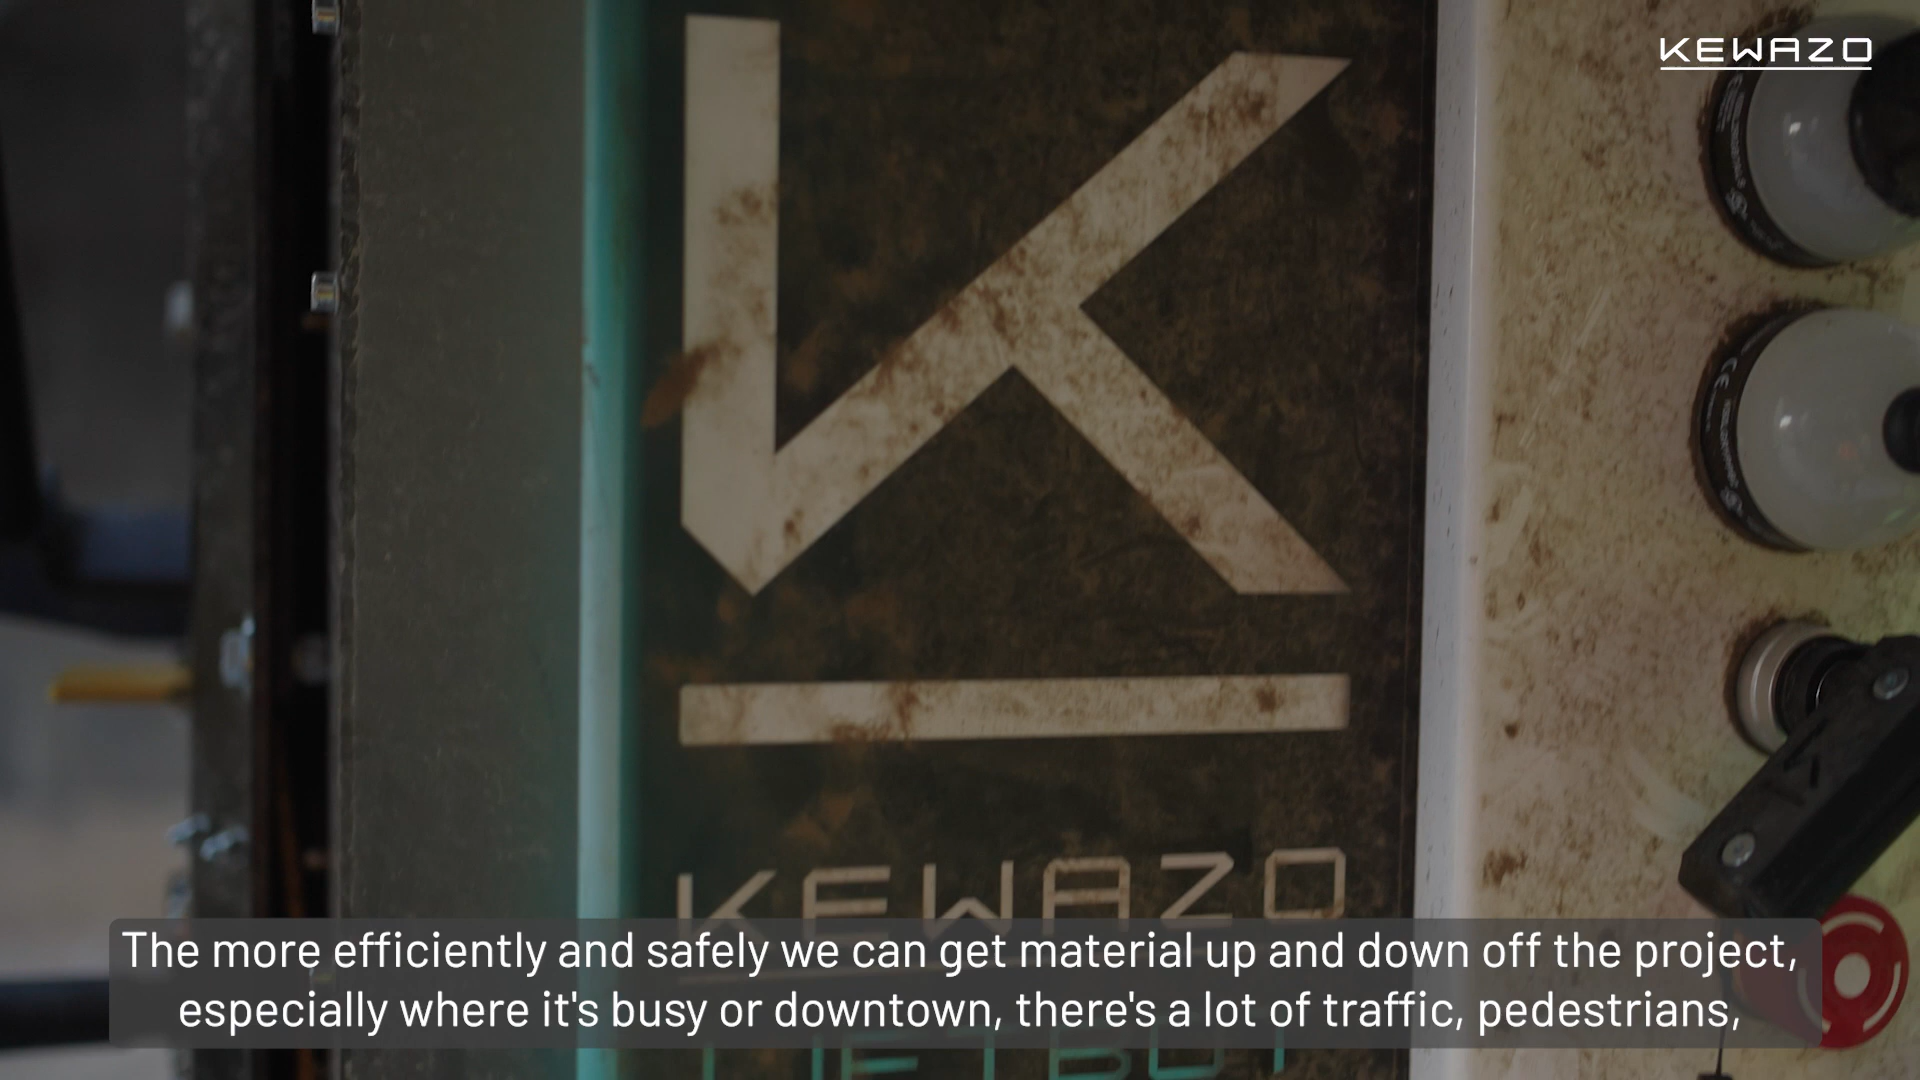 KEWAZO
K
KEWAZO
The more efficiently and safely we can get material up and down off the project,
especially where it's busy or downtown, there's a lot of traffic, pedestrians,
LIFTBOT